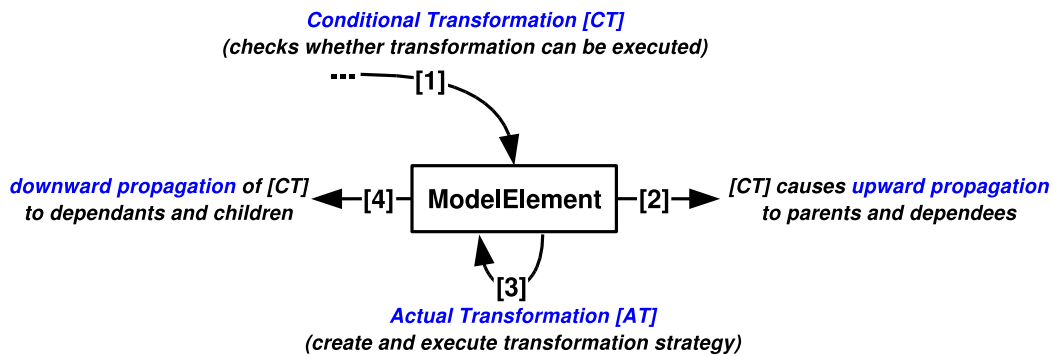 Conditional Transformation [CT]
(checks whether transformation can be executed)
...
[1]
downward propagation of [CT]
to dependants and children
[4]
ModelElement
[2]
[CT] causes upward propagation
to parents and dependees
[3]
Actual Transformation [AT]
(create and execute transformation strategy)